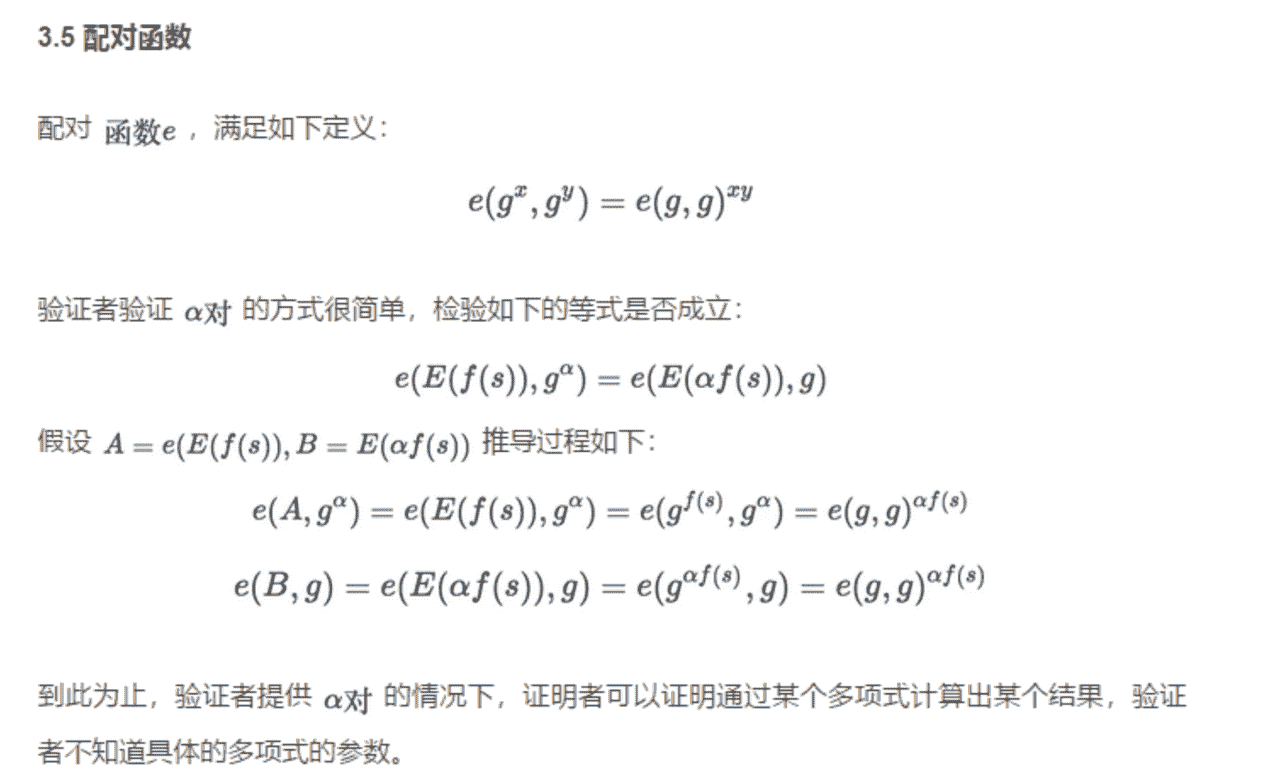 3.5 配对函数
配对 函数e ，满足如下定义：
e(g^x, g^y) = e(g, g)^{xy}
验证者验证 α对 的方式很简单，检验如下的等式是否成立：
e(E(f(s)), g^α) = e(E(αf(s)), g)
假设 A = e(E(f(s)), B = E(αf(s)) 推导过程如下：
e(A, g^α) = e(E(f(s)), g^α) = e(g^{f(s)}, g^α) = e(g, g)^{αf(s)}
e(B, g) = e(E(αf(s)), g) = e(g^{αf(s)}, g) = e(g, g)^{αf(s)}
到此为止，验证者提供 α对 的情况下，证明者可以证明通过某个多项式计算出某个结果，验证
者不知道具体的多项式的参数。